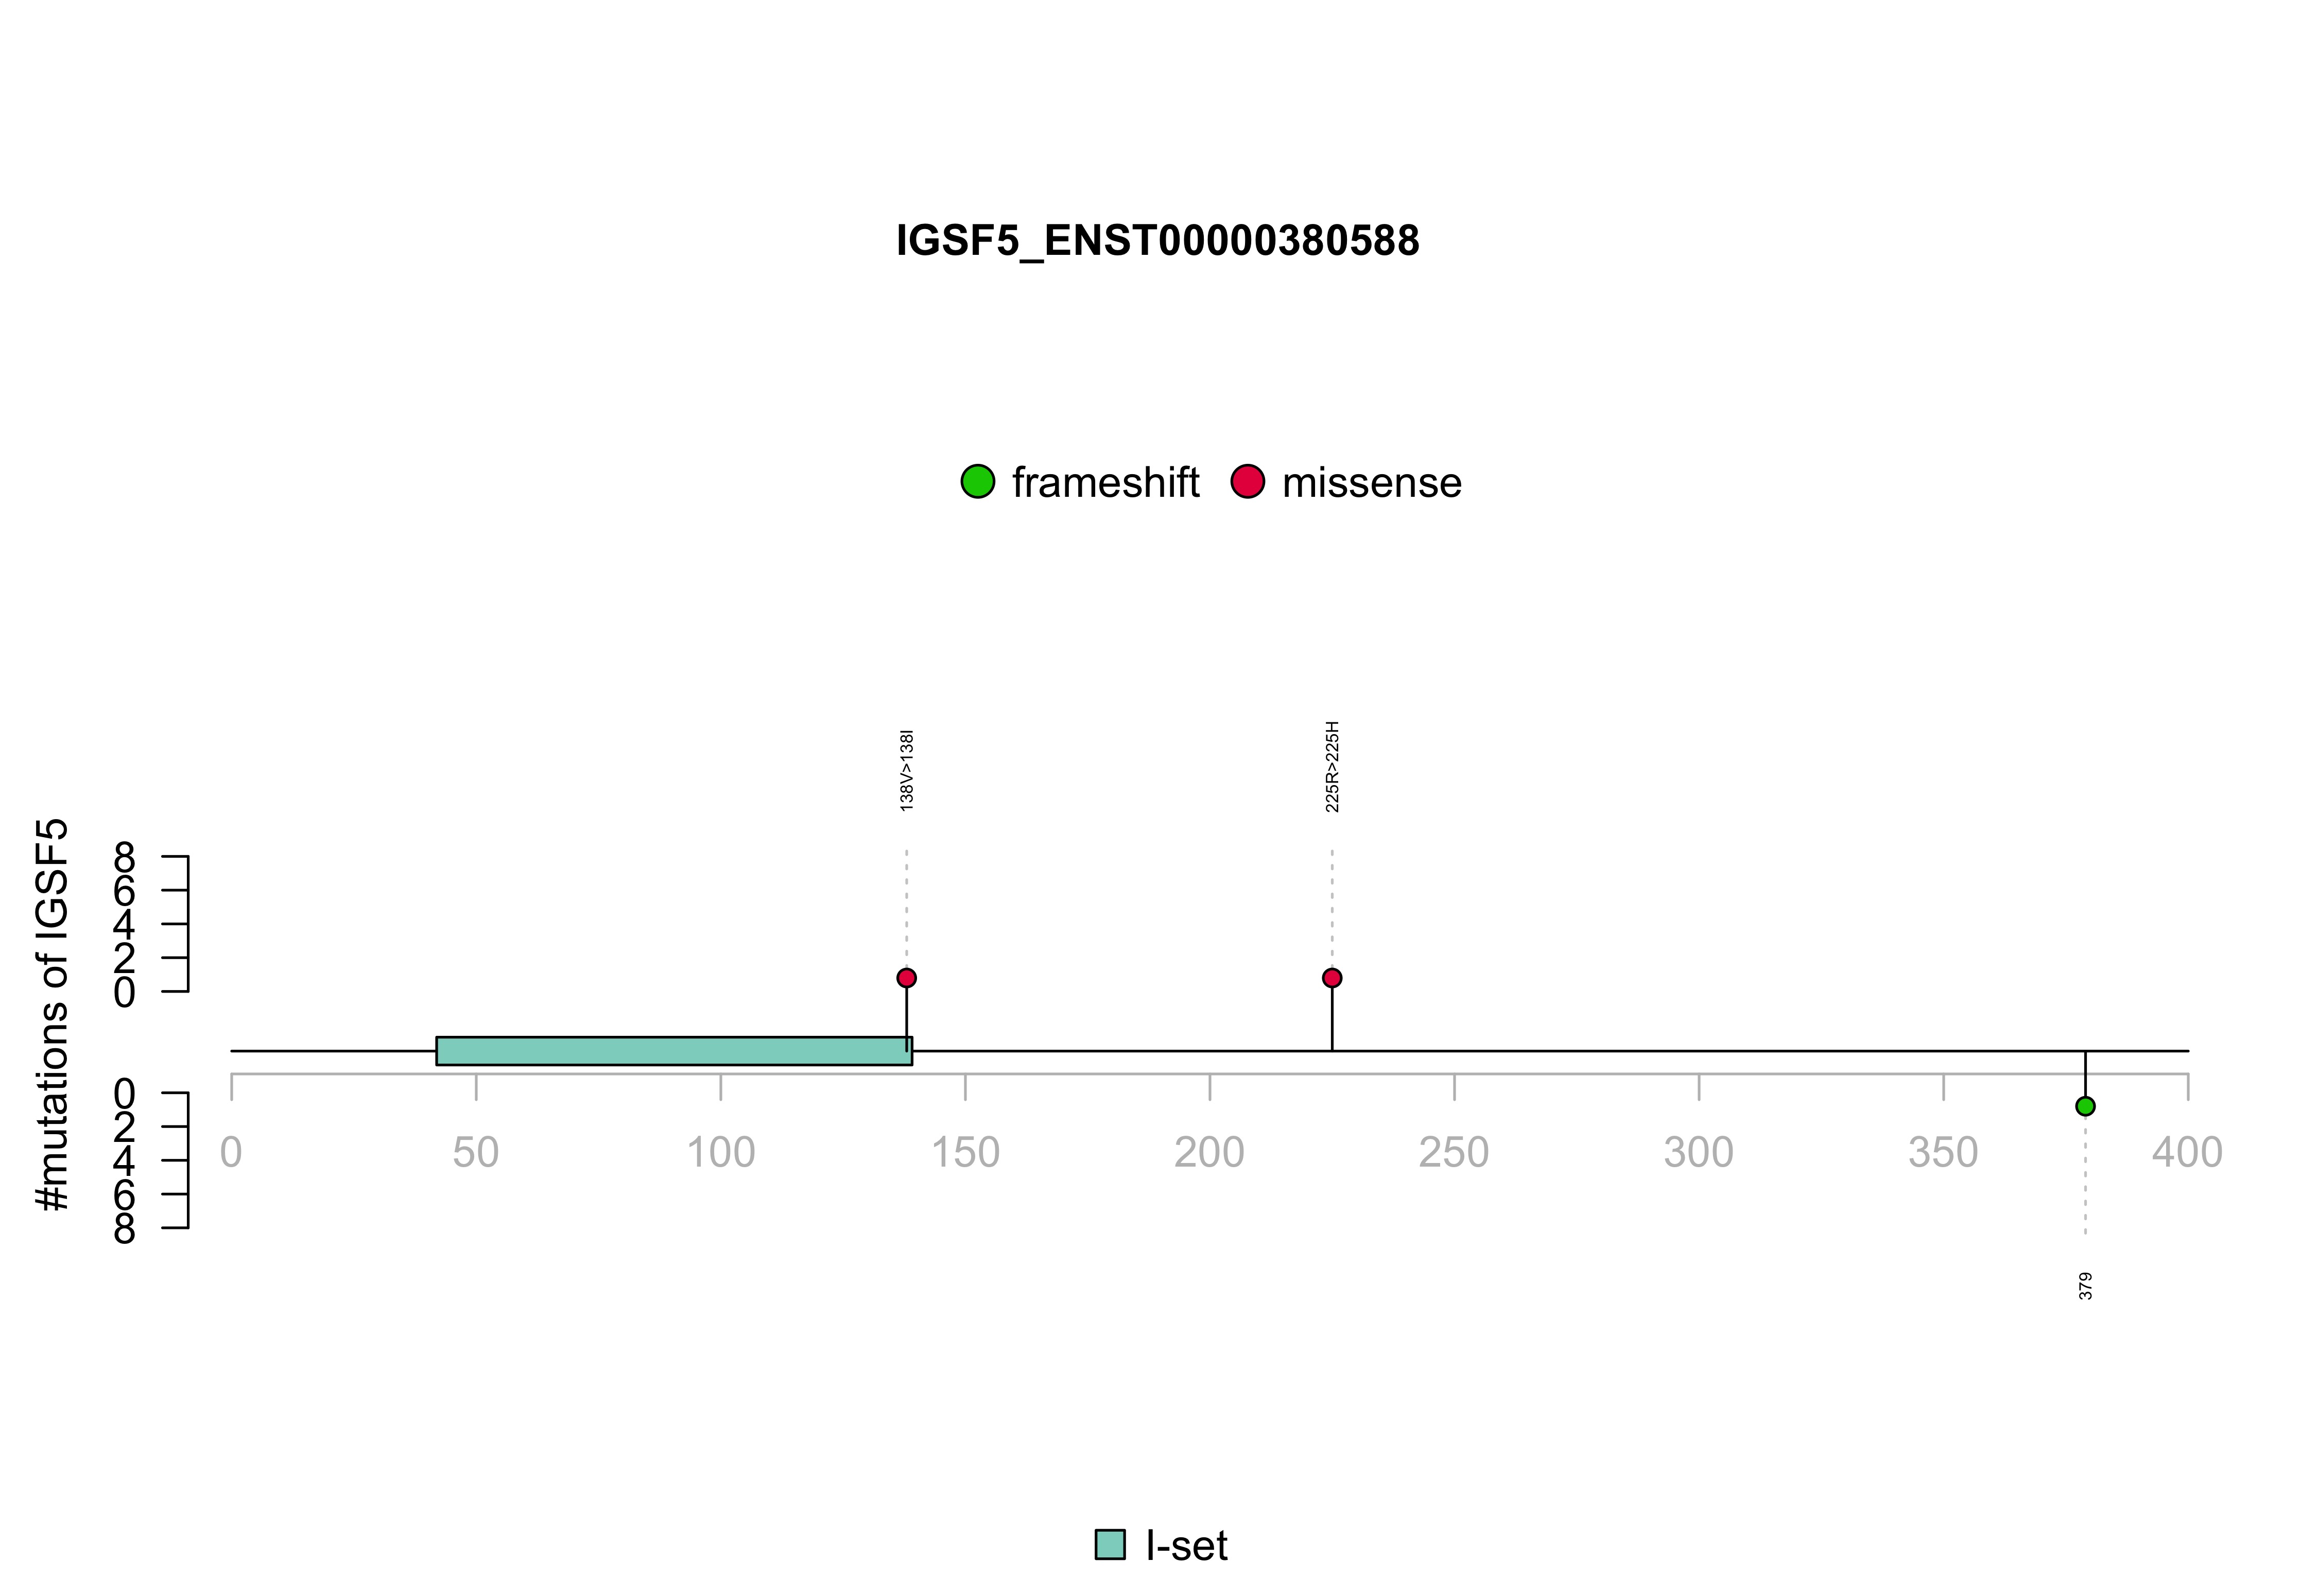 IGSF5_ENST00000380588
frameshift missense
138V>138I
225R>225H
#mutations of IGSF5
8
6
4
2
0
0
2
4
6
8
0 50 100 150 200 250 300 350 400
379
I-set